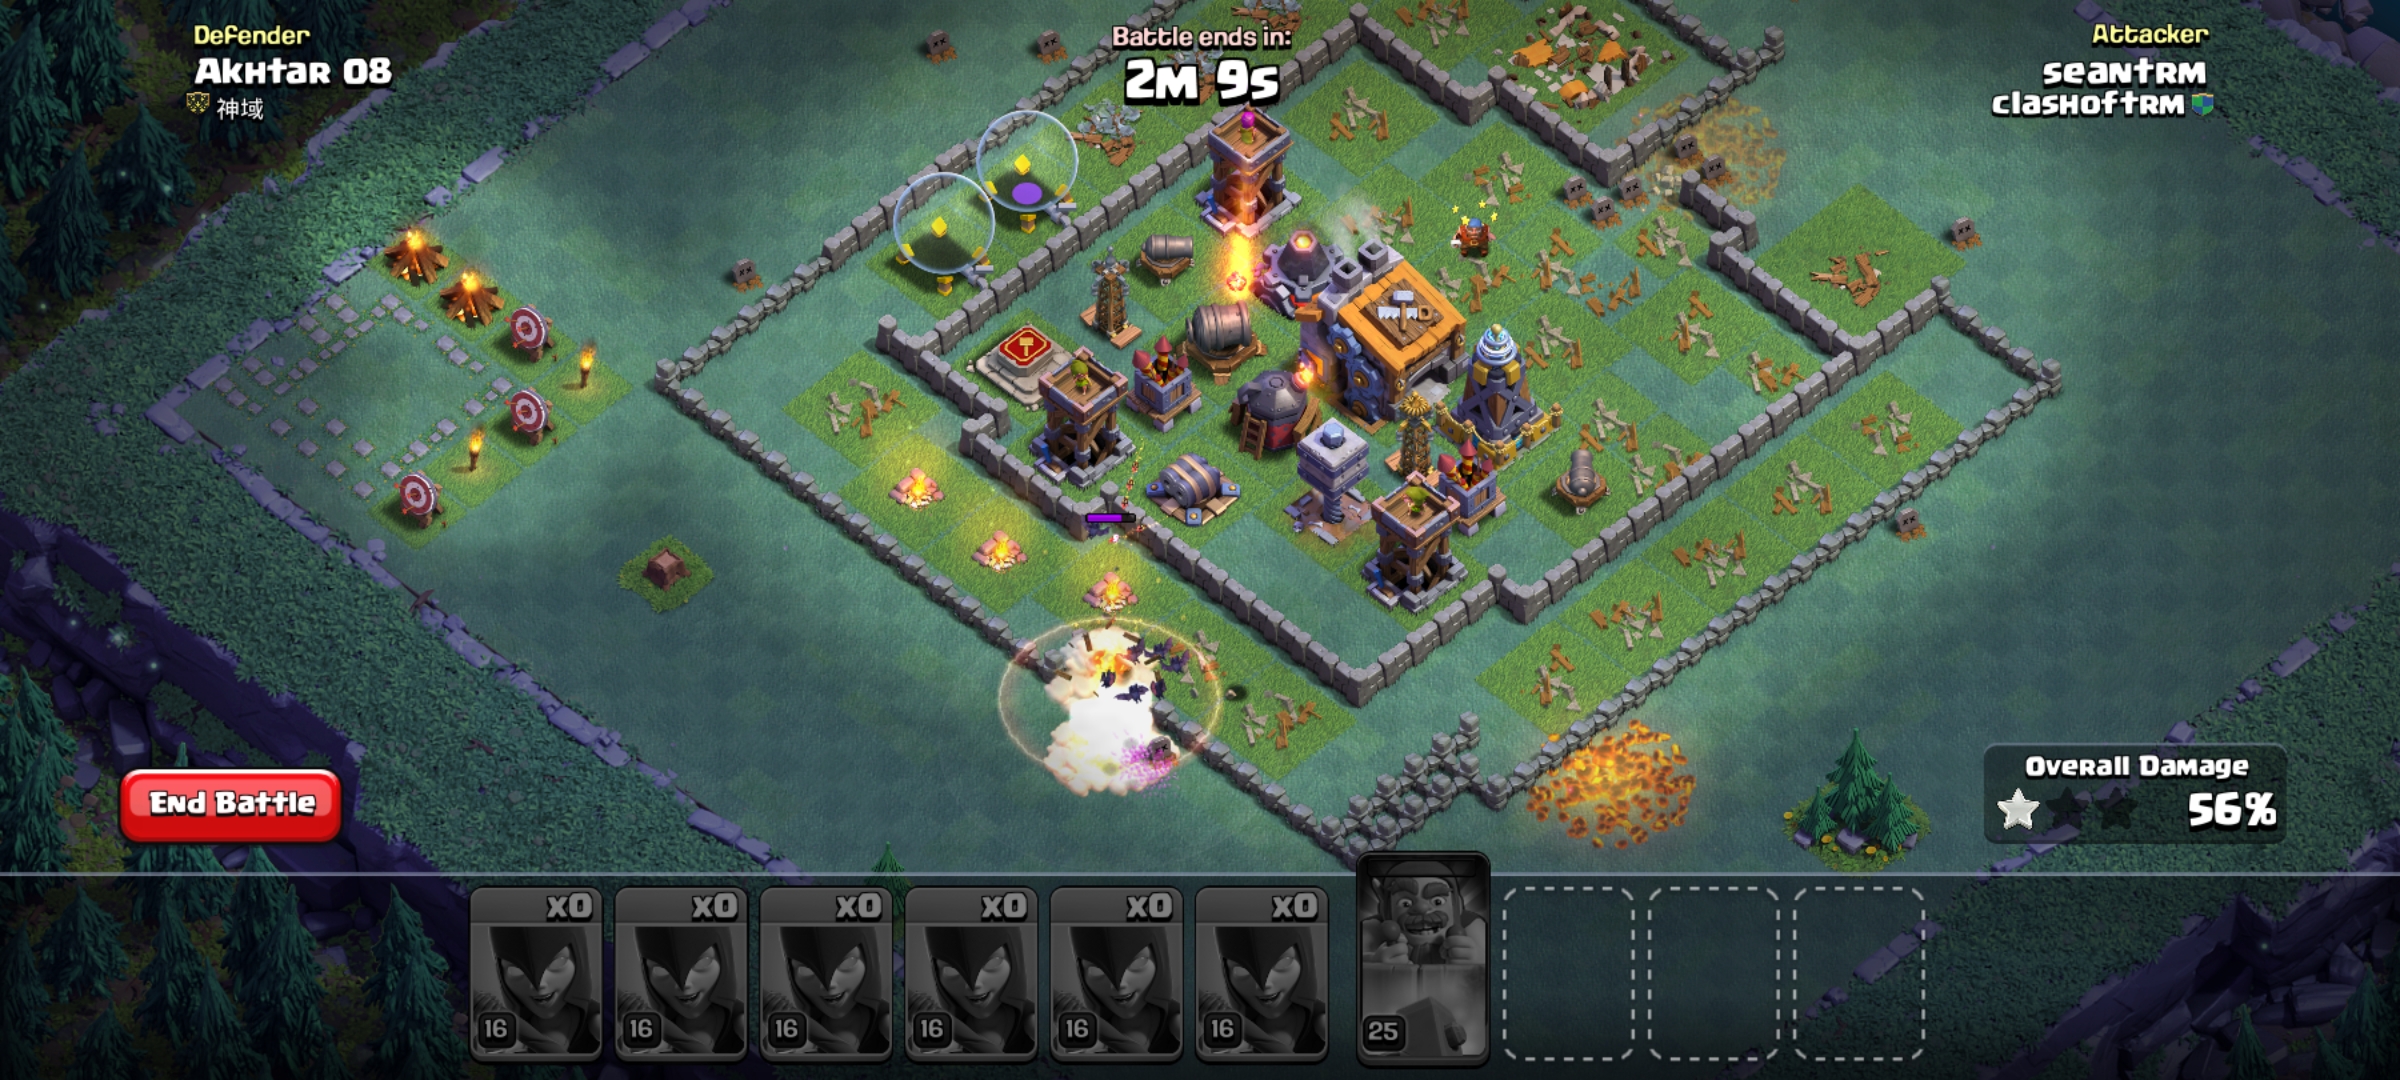 Defender
Akhtar 08
神域
Battle ends in:
2M 9s
Attacker
seantRM
clashoftRM
End Battle
Overall Damage
56%
x0
x0
x0
x0
x0
x0
16
16
16
16
16
16
25